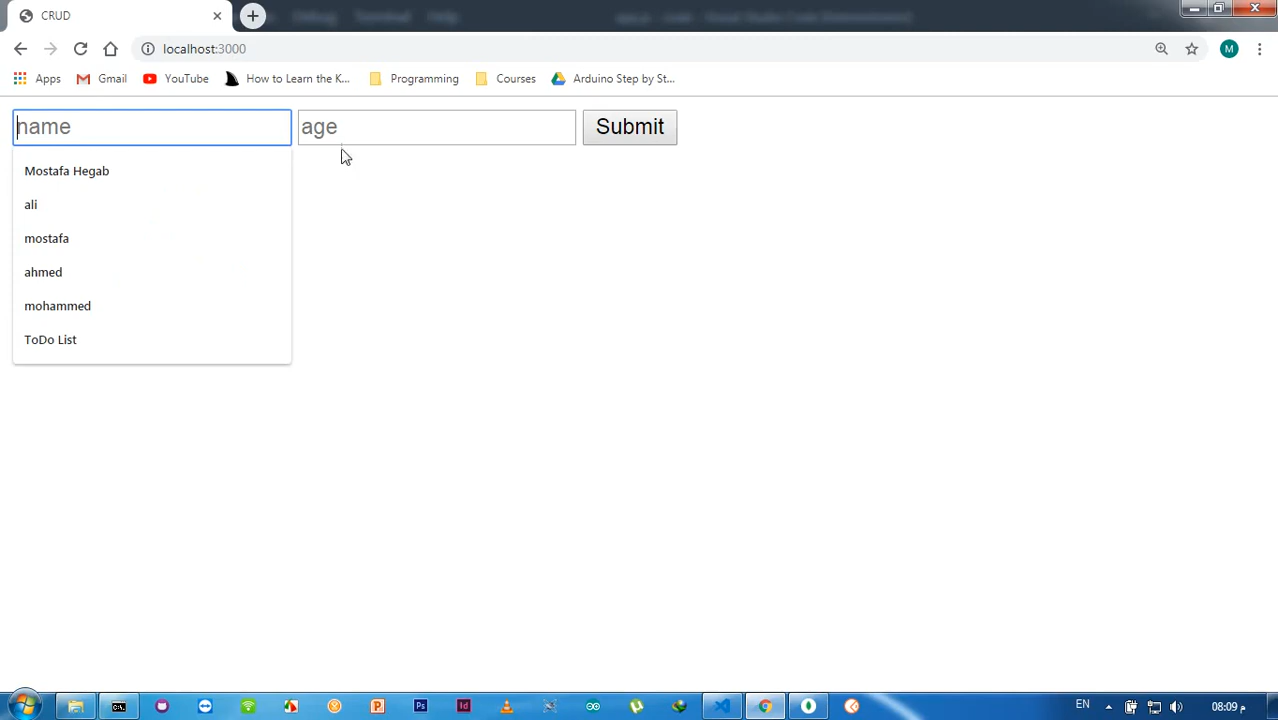 CRUD
localhost:3000
M
Apps
Gmail
YouTube
How to Learn the K...
Programming
Courses
Arduino Step by St...
name
age
Submit
Mostafa Hegab
ali
mostafa
ahmed
mohammed
ToDo List
EN
08:09 م